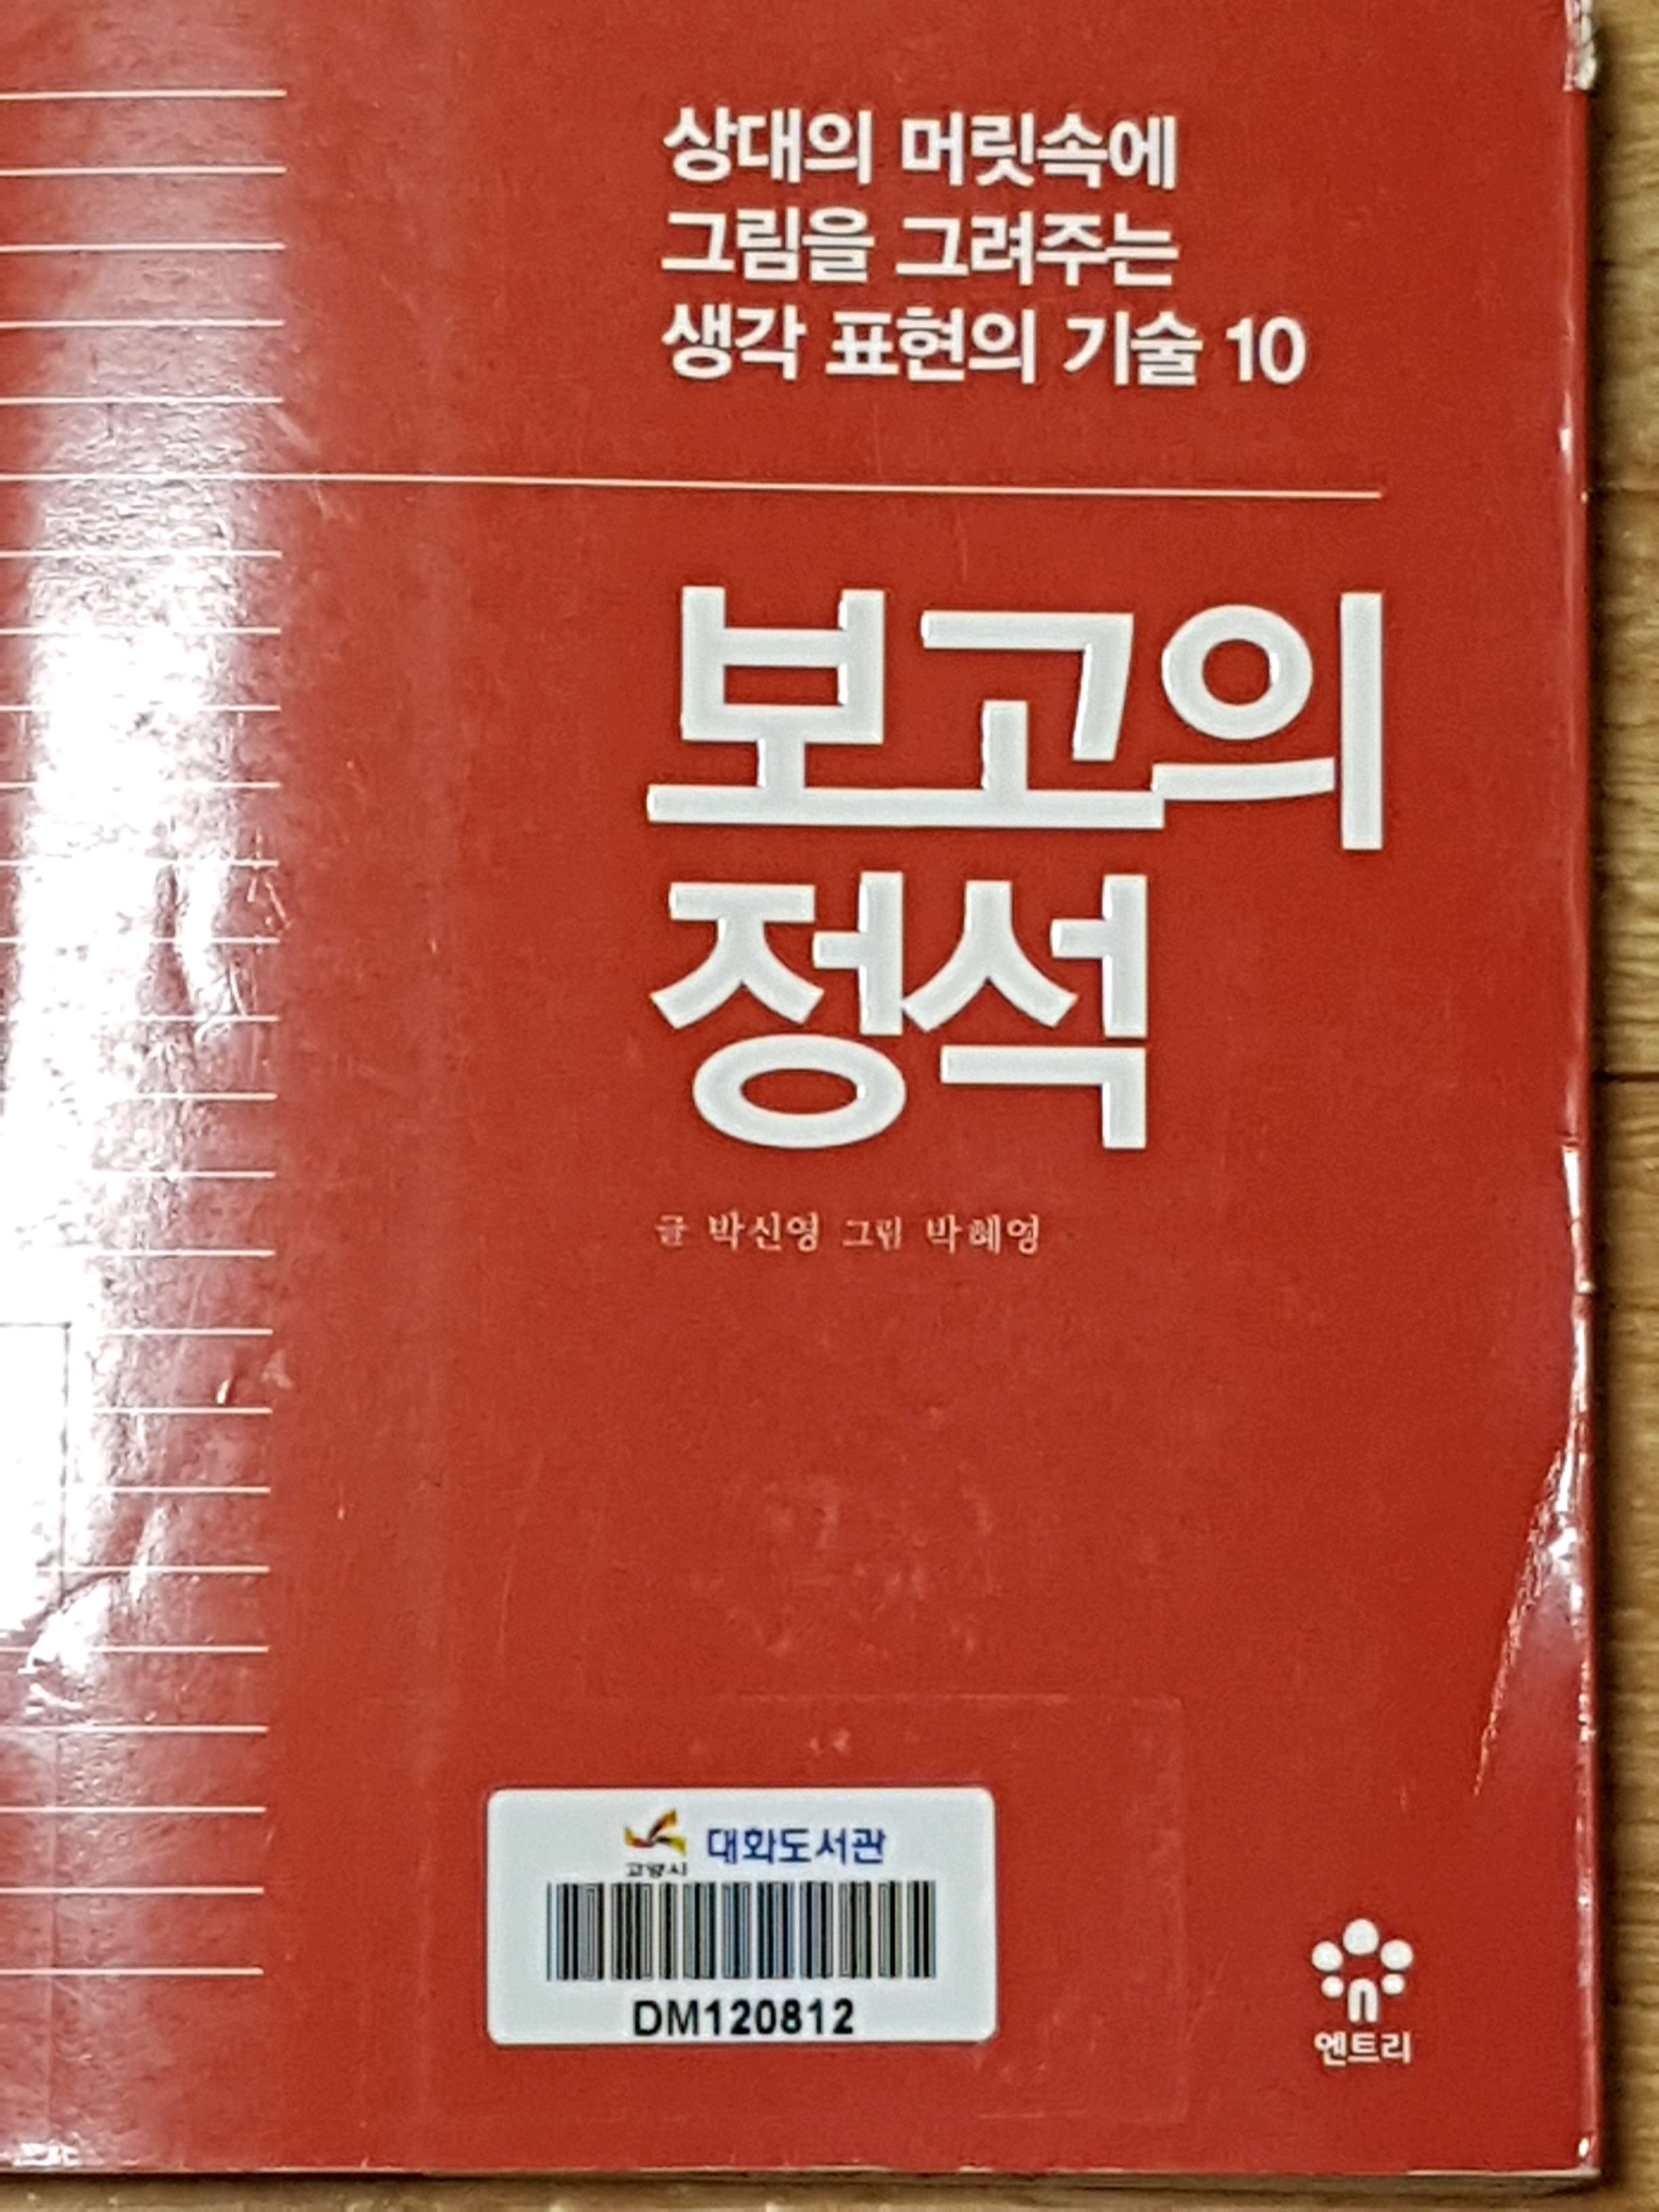 상대의 머릿속에
그림을 그려주는
생각 표현의 기술 10
보고의
정석
글 박신영 그림 박혜영
고양시 대화도서관
DM120812
엔트리